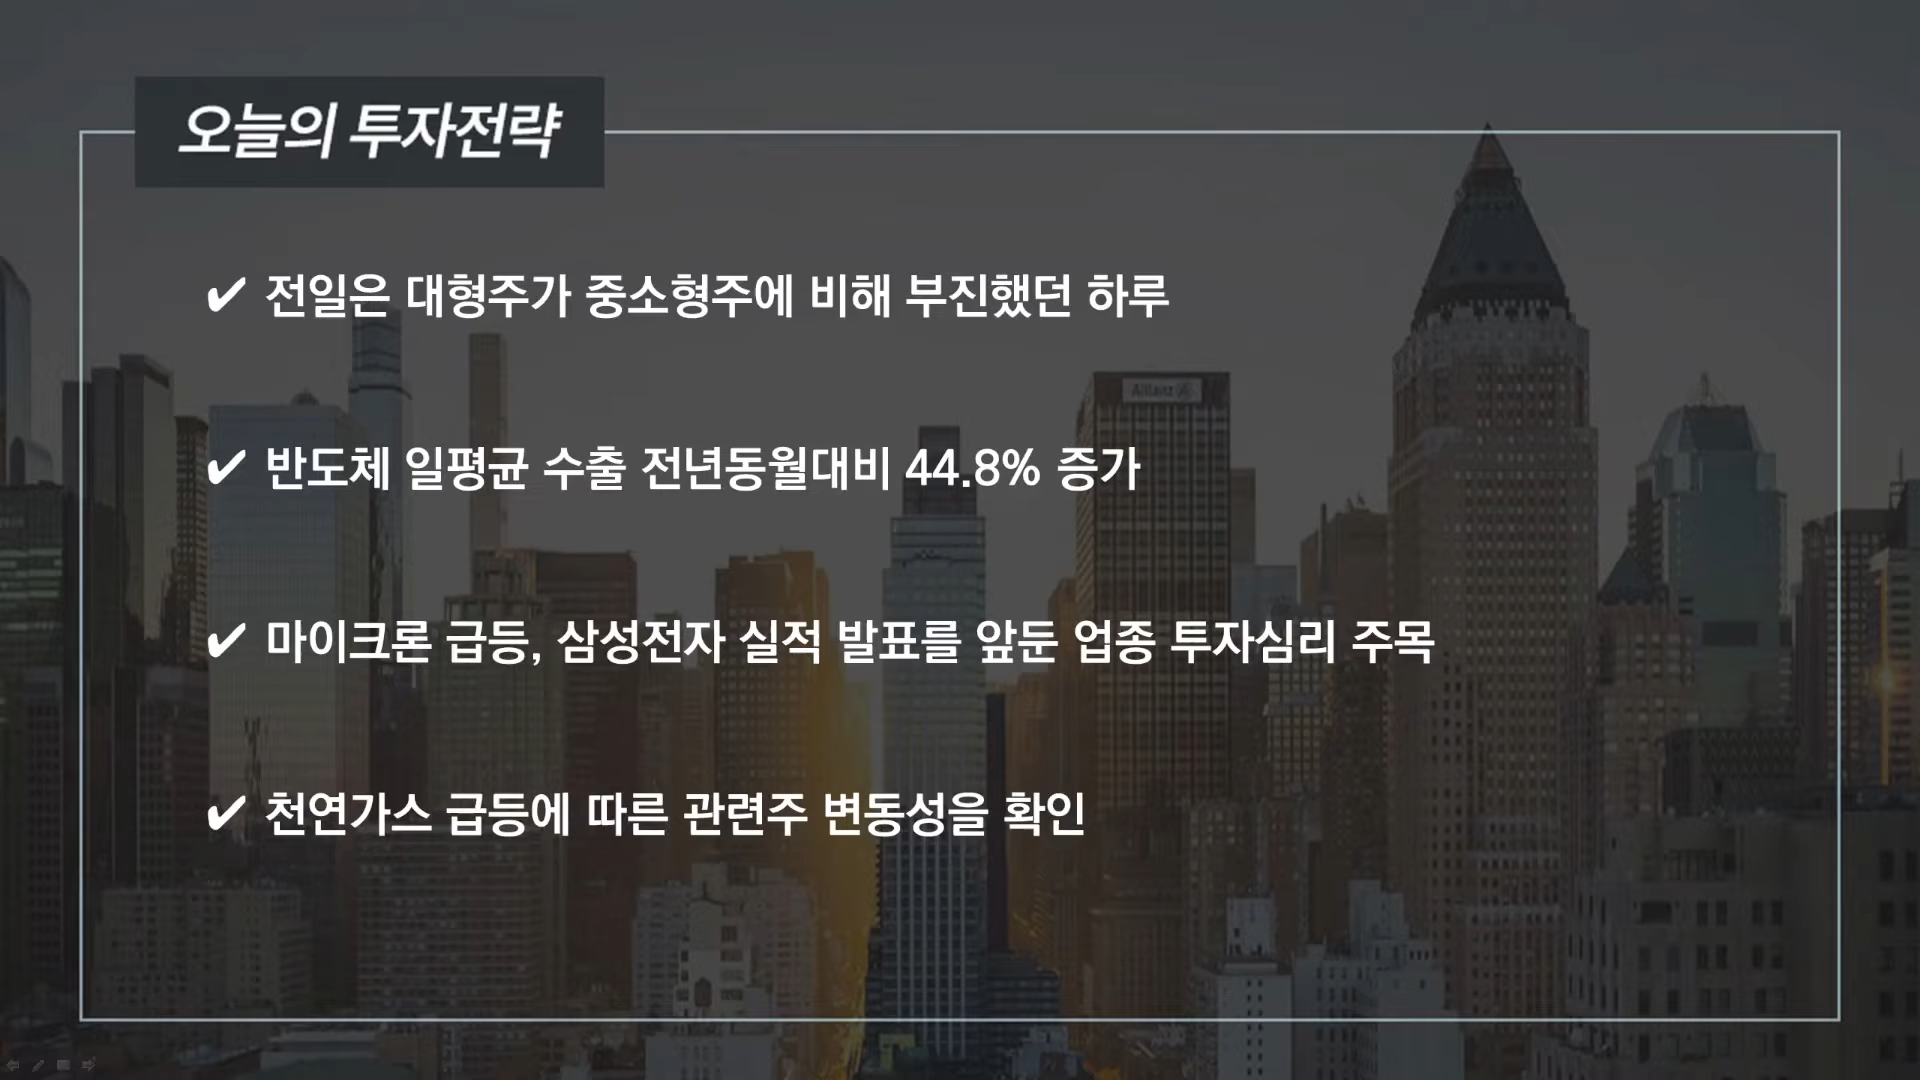 오늘의 투자전략
✔ 전일은 대형주가 중소형주에 비해 부진했던 하루
✔ 반도체 일평균 수출 전년동월대비 44.8% 증가
✔ 마이크론 급등, 삼성전자 실적 발표를 앞둔 업종 투자심리 주목
✔ 천연가스 급등에 따른 관련주 변동성을 확인
Allianz